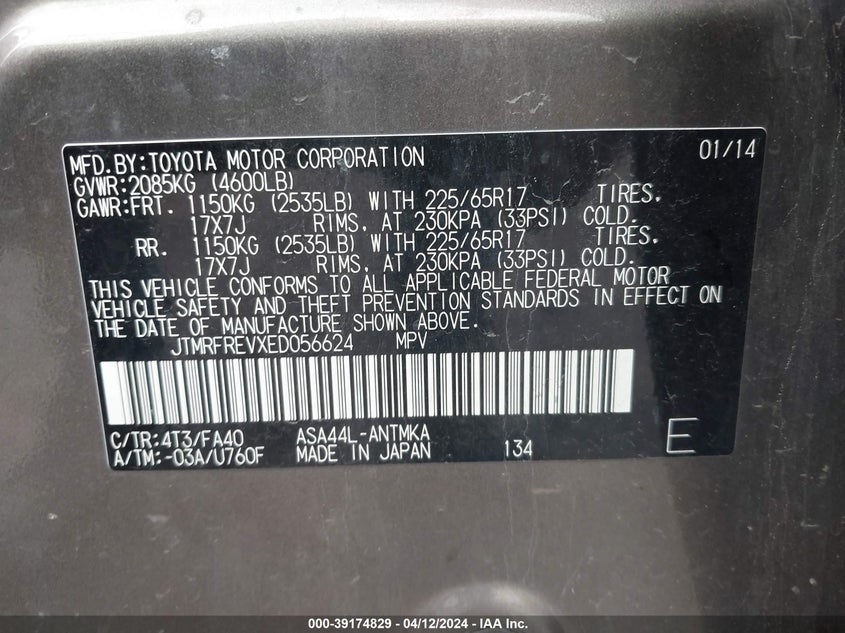 MFD.BY:TOYOTA MOTOR CORPORATION 01/14
GVWR:2085KG (4600LB)
GAWR:FRT. 1150KG (2535LB) WITH 225/65R17 TIRES,
17X7J RIMS, AT 230KPA (33PSI) COLD.
RR. 1150KG (2535LB) WITH 225/65R17 TIRES,
17X7J RIMS, AT 230KPA (33PSI) COLD.
THIS VEHICLE CONFORMS TO ALL APPLICABLE FEDERAL MOTOR
VEHICLE SAFETY AND THEFT PREVENTION STANDARDS IN EFFECT ON
THE DATE OF MANUFACTURE SHOWN ABOVE.
JTMRFREVXED056624 MPV
C/TR:4T3/FA40 ASA44L-ANTMKA
A/TM:-03A/U760F MADE IN JAPAN 134 E
000-39174829 - 04/12/2024 - IAA Inc.